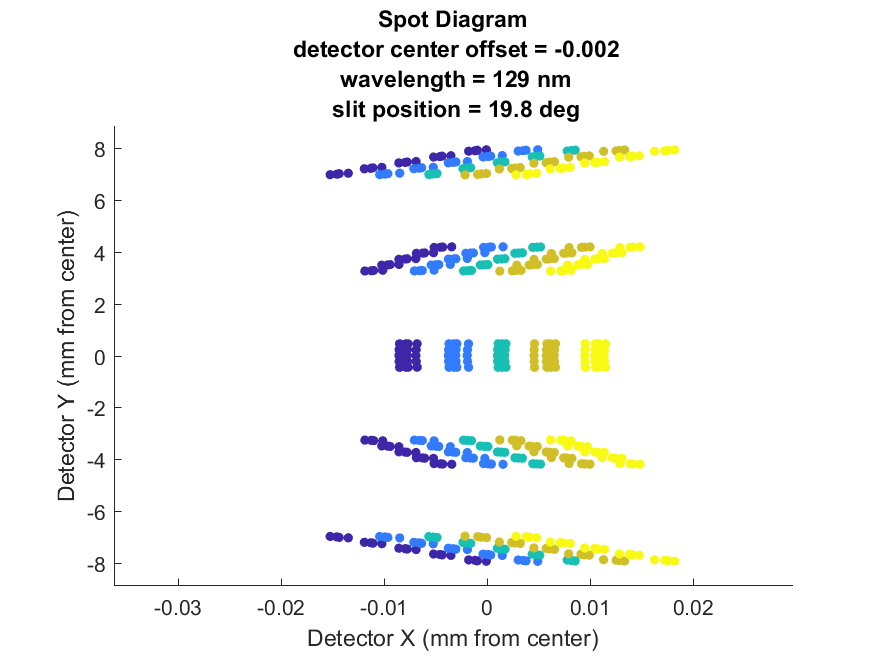 Spot Diagram
detector center offset = -0.002
wavelength = 129 nm
slit position = 19.8 deg
8
6
4
2
0
-2
-4
-6
-8
Detector Y (mm from center)
-0.03 -0.02 -0.01 0 0.01 0.02
Detector X (mm from center)